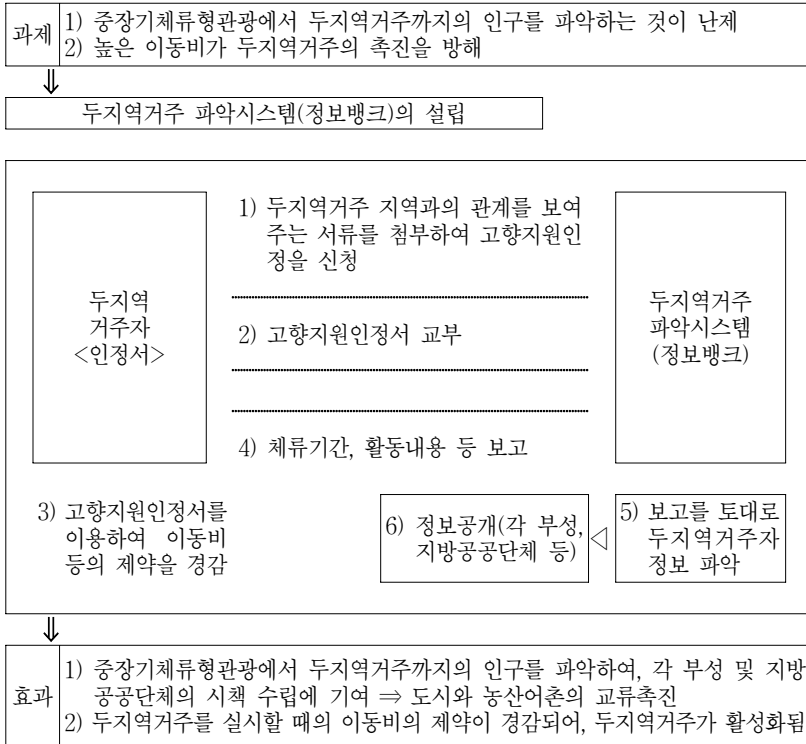 과제
1) 중장기체류형관광에서 두지역거주까지의 인구를 파악하는 것이 난제
2) 높은 이동비가 두지역거주의 촉진을 방해
⇓
두지역거주 파악시스템(정보뱅크)의 설립
두지역
거주자
<인정서>
1) 두지역거주 지역과의 관계를 보여
주는 서류를 첨부하여 고향지원인
정을 신청
2) 고향지원인정서 교부
4) 체류기간, 활동내용 등 보고
두지역거주
파악시스템
(정보뱅크)
3) 고향지원인정서를
이용하여 이동비
등의 제약을 경감
6) 정보공개(각 부성,
지방공공단체 등)
◁
5) 보고를 토대로
두지역거주자
정보 파악
⇓
효과
1) 중장기체류형관광에서 두지역거주까지의 인구를 파악하여, 각 부성 및 지방
공공단체의 시책 수립에 기여 ⇒ 도시와 농산어촌의 교류촉진
2) 두지역거주를 실시할 때의 이동비의 제약이 경감되어, 두지역거주가 활성화됨